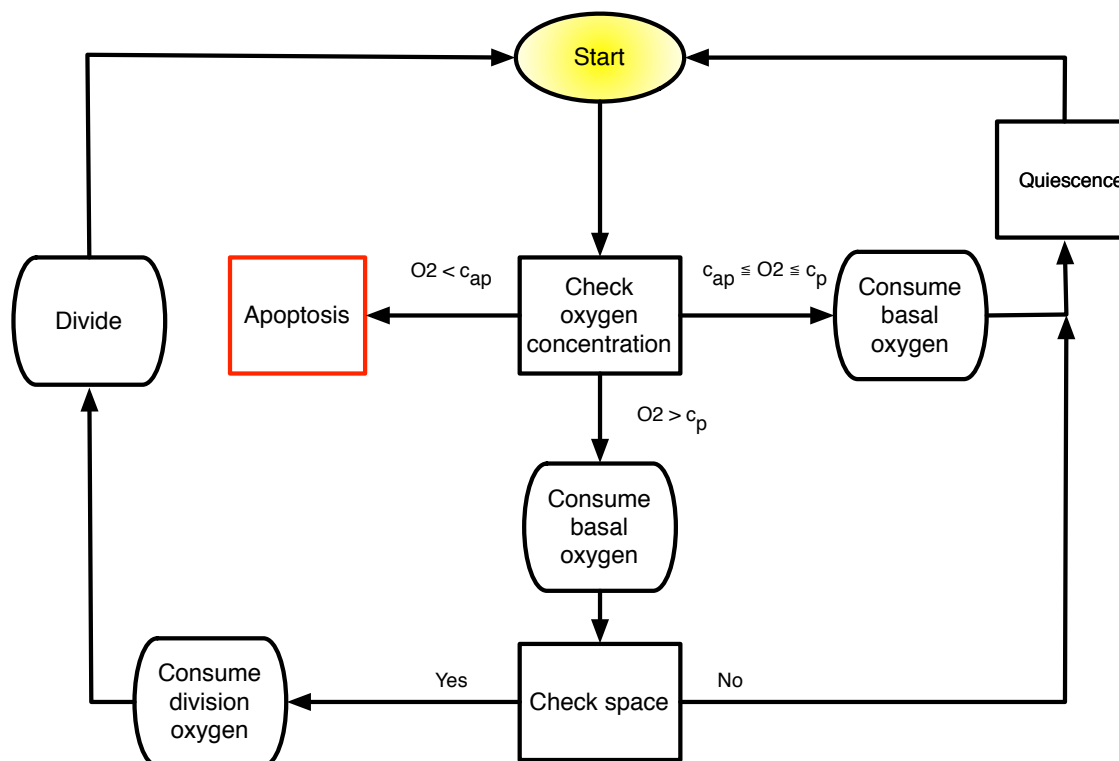 Start
Quiescence
O2 < cap
cap ≦ O2 ≦ cp
Divide
Apoptosis
Check
oxygen
concentration
Consume
basal
oxygen
O2 > cp
Consume
basal
oxygen
Consume
division
oxygen
Yes
Check space
No